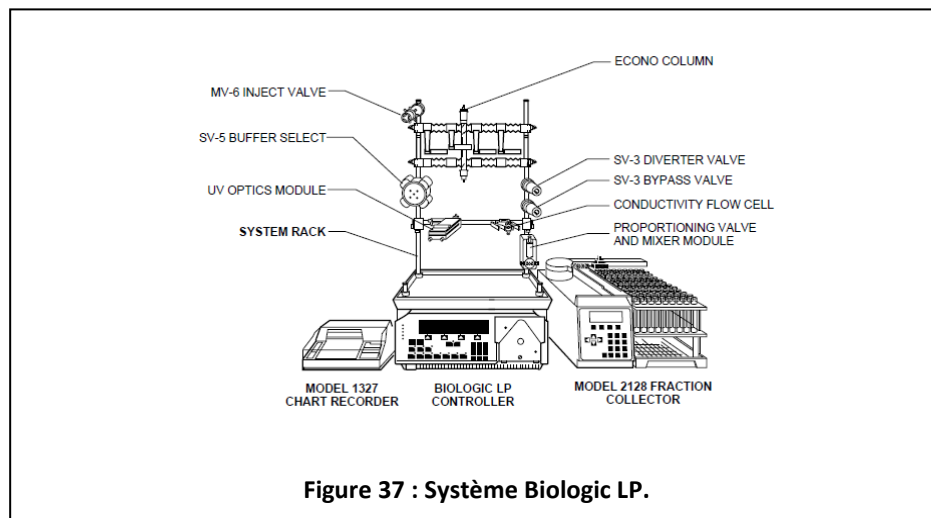 ECONO COLUMN
MV-6 INJECT VALVE
SV-5 BUFFER SELECT
SV-3 DIVERTER VALVE
SV-3 BYPASS VALVE
UV OPTICS MODULE
CONDUCTIVITY FLOW CELL
SYSTEM RACK
PROPORTIONING VALVE
AND MIXER MODULE
MODEL 1327
CHART RECORDER
BIOLOGIC LP
CONTROLLER
MODEL 2128 FRACTION
COLLECTOR
Figure 37 : Système Biologic LP.